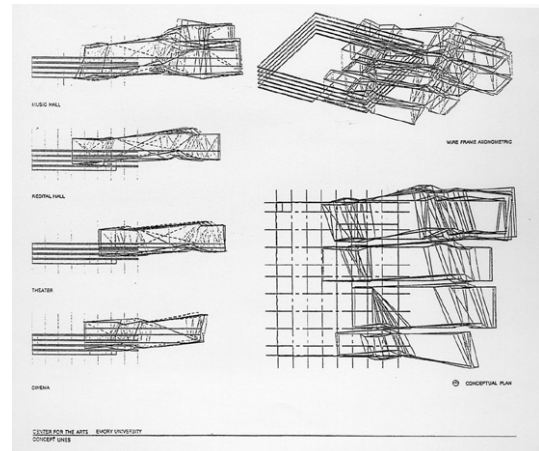 MUSIC HALL
WIRE FRAME AXONOMETRIC
RECITAL HALL
THEATER
CINEMA
CONCEPTUAL PLAN
CENTER FOR THE ARTS EMORY UNIVERSITY
CONCEPT LINES